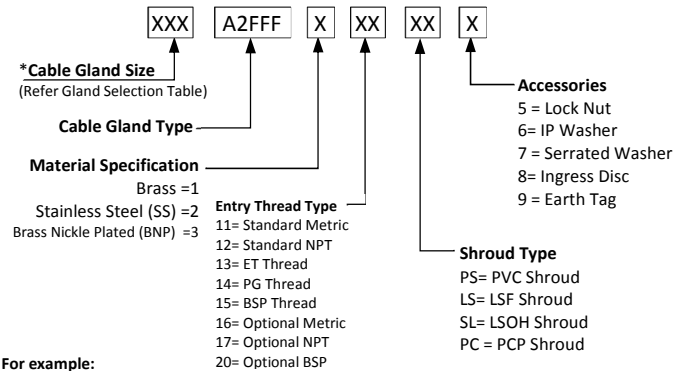 XXX A2FFF X XX XX X
*Cable Gland Size
(Refer Gland Selection Table)
Cable Gland Type
Material Specification
Brass =1
Stainless Steel (SS) =2
Brass Nickle Plated (BNP) =3
Entry Thread Type
11= Standard Metric
12= Standard NPT
13= ET Thread
14= PG Thread
15= BSP Thread
16= Optional Metric
17= Optional NPT
20= Optional BSP
Shroud Type
PS= PVC Shroud
LS= LSF Shroud
SL= LSOH Shroud
PC = PCP Shroud
Accessories
5 = Lock Nut
6= IP Washer
7 = Serrated Washer
8= Ingress Disc
9 = Earth Tag
For example: